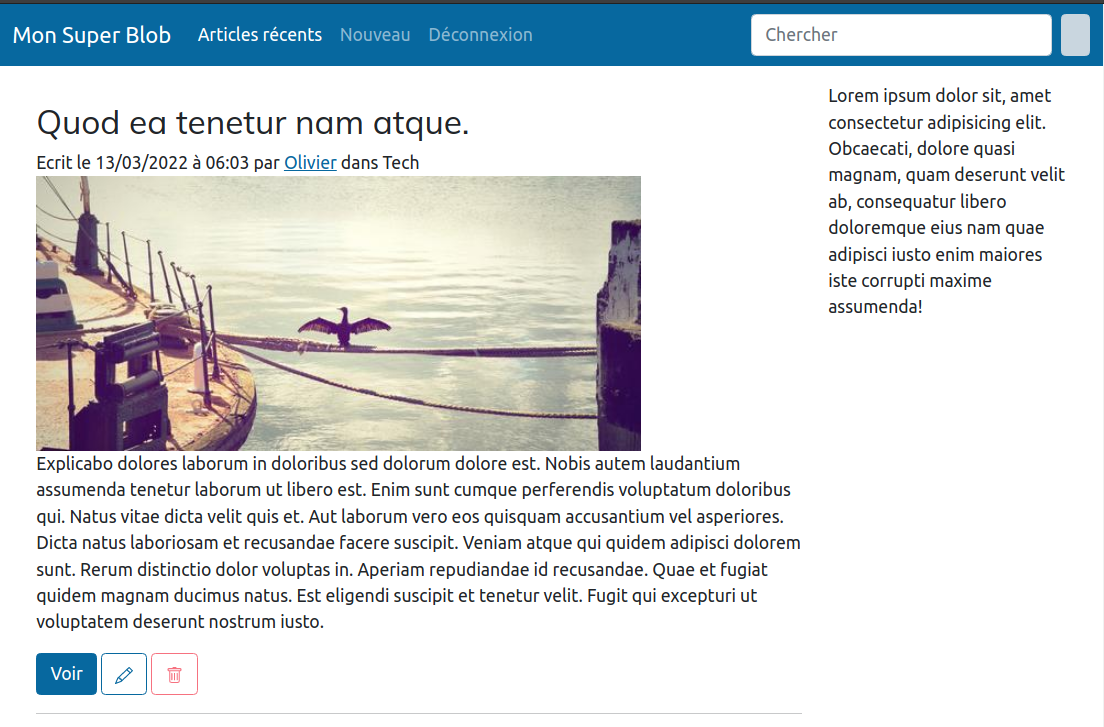 Mon Super Blob Articles récents Nouveau Déconnexion Chercher
Quod ea tenetur nam atque.
Ecrit le 13/03/2022 à 06:03 par Olivier dans Tech
Explicabo dolores laborum in doloribus sed dolorum dolore est. Nobis autem laudantium
assumenda tenetur laborum ut libero est. Enim sunt cumque perferendis voluptatum doloribus
qui. Natus vitae dicta velit quis et. Aut laborum vero eos quisquam accusantium vel asperiores.
Dicta natus laboriosam et recusandae facere suscipit. Veniam atque qui quidem adipisci dolorem
sunt. Rerum distinctio dolor voluptas in. Aperiam repudiandae id recusandae. Quae et fugiat
quidem magnam ducimus natus. Est eligendi suscipit et tenetur velit. Fugit qui excepturi ut
voluptatem deserunt nostrum iusto.
Voir
Lorem ipsum dolor sit, amet
consectetur adipisicing elit.
Obcaecati, dolore quasi
magnam, quam deserunt velit
ab, consequatur libero
doloremque eius nam quae
adipisci iusto enim maiores
iste corrupti maxime
assumenda!